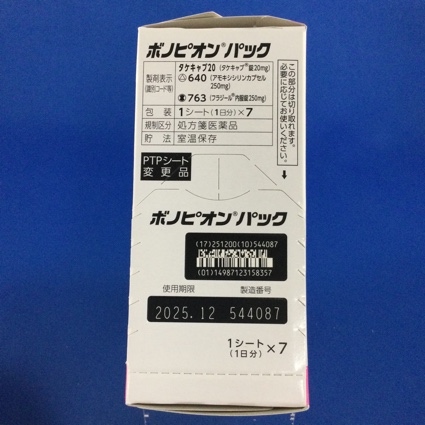 ボノピオン®パック
製剤表示
(識別コード等)
タケキャブ20 (タケキャブ®錠20mg)
640 (アモキシシリンカプセル
250mg)
763 (フラジール®内服錠250mg)
包装 1シート(1日分)×7
規制区分 処方箋医薬品
貯法 室温保存
この部分は切り取れます。
必要に応じてお使いください。
PTPシート
変更品
ボノピオン®パック
(17)251200(10)544087
(01)14987123158357
使用期限 製造番号
2025.12 544087
1シート×7
(1日分)